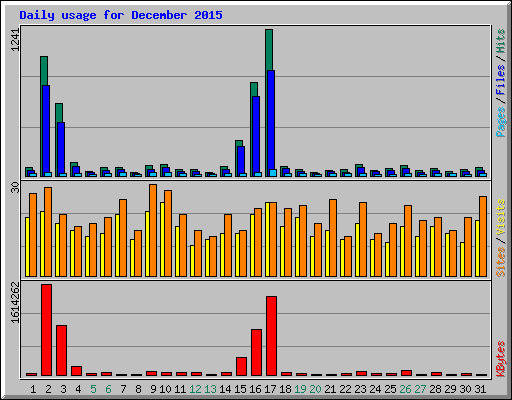 Daily usage for December 2015
1241
Pages / Files / Hits
30
Sites / Visits
1614262
KBytes
1 2 3 4 5 6 7 8 9 10 11 12 13 14 15 16 17 18 19 20 21 22 23 24 25 26 27 28 29 30 31